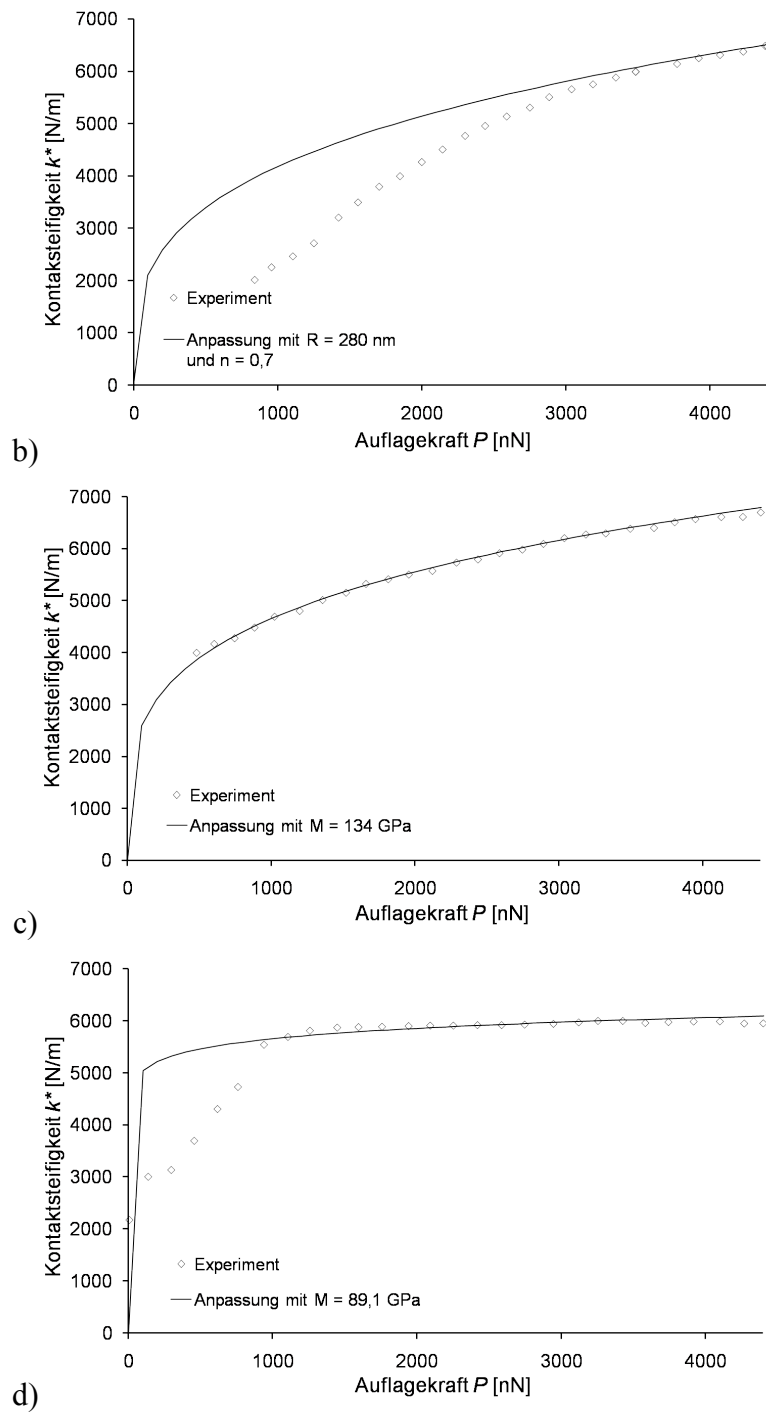 7000
6000
5000
4000
3000
2000
1000
0
Kontaksteifigkeit k* [N/m]
Experiment
Anpassung mit R = 280 nm
und n = 0,7
0 1000 2000 3000 4000
Auflagekraft P [nN]
b)
7000
6000
5000
4000
3000
2000
1000
0
Kontaktsteifigkeit k* [N/m]
Experiment
Anpassung mit M = 134 GPa
0 1000 2000 3000 4000
Auflagekraft P [nN]
c)
7000
6000
5000
4000
3000
2000
1000
0
Kontaktsteifigkeit k* [N/m]
Experiment
Anpassung mit M = 89,1 GPa
0 1000 2000 3000 4000
Auflagekraft P [nN]
d)